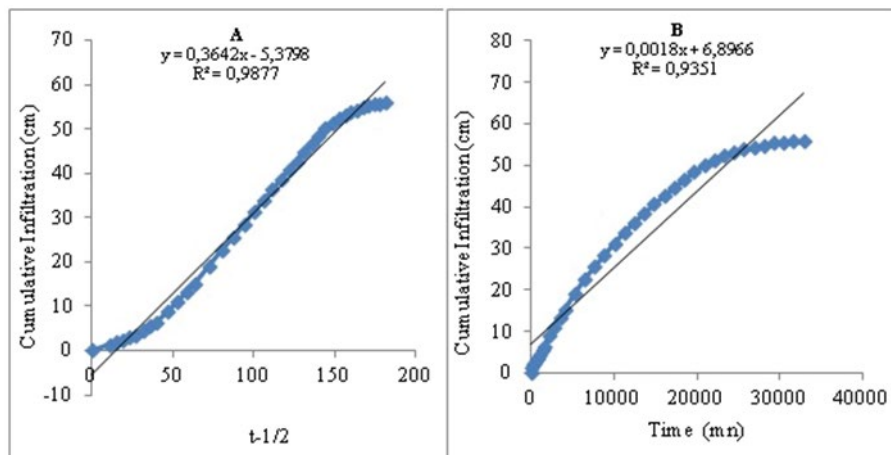 A
y = 0,3642x - 5,3798
R² = 0,9877
Cumulative Infiltration (cm)
70
60
50
40
30
20
10
0
-10
0
50
100
150
200
t-1/2
B
y = 0,0018x + 6,8966
R² = 0,9351
Cumulative Infiltration (cm)
80
70
60
50
40
30
20
10
0
0
10000
20000
30000
40000
Time (mn)